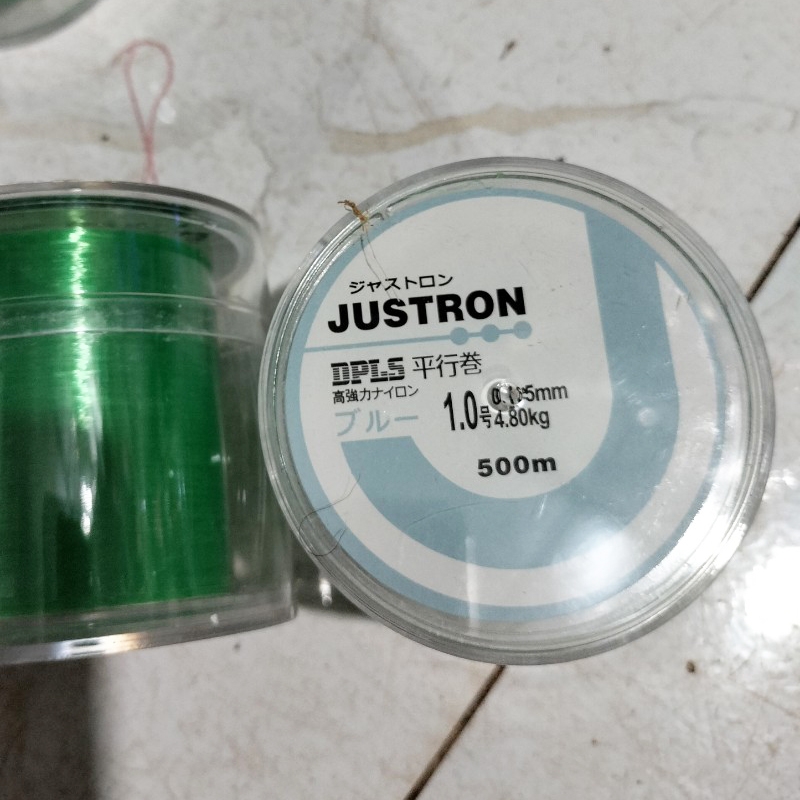 ジャストロン
JUSTRON
DPLS 平行巻
高強力ナイロン
ブルー
1.0号 4.80kg
500m